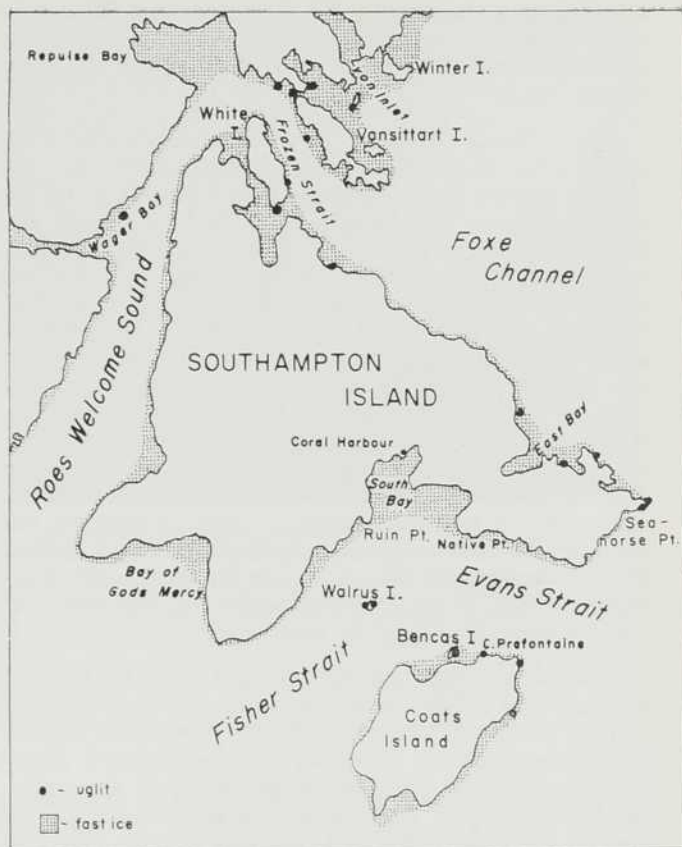 Repulse Bay
Winter I.
Lyon Inlet
White
I.
Frozen Strait
Vansittart I.
Wager Bay
Foxe
Channel
Roes Welcome Sound
SOUTHAMPTON
ISLAND
East Bay
Coral Harbour
South
Bay
Sea-
horse Pt.
Ruin Pt.
Native Pt.
Bay of
Gods Mercy
Walrus I.
Evans Strait
Bencas I
C. Prefontaine
Fisher Strait
Coats
Island
- uglit
- fast ice